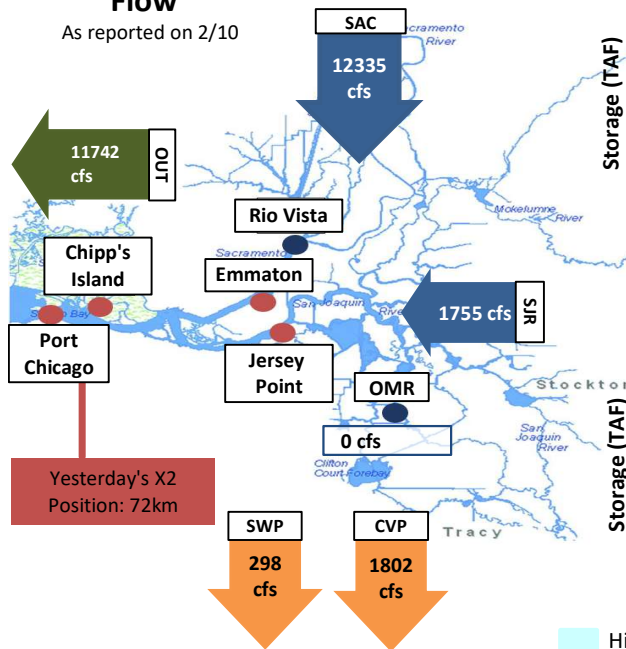 Flow
As reported on 2/10
SAC
Sacramento
River
12335
cfs
Storage (TAF)
11742
cfs
OUT
Rio Vista
Mokelumne
River
Chipp's
Island
Sacramento
Emmaton
San Joaquin
River
1755 cfs
SJR
Port
Chicago
Jersey
Point
OMR
Stockton
0 cfs
San
Joaquin
River
Clifton
Court Forebay
Storage (TAF)
Yesterday's X2
Position: 72km
SWP
CVP
Tracy
298
cfs
1802
cfs
Hi